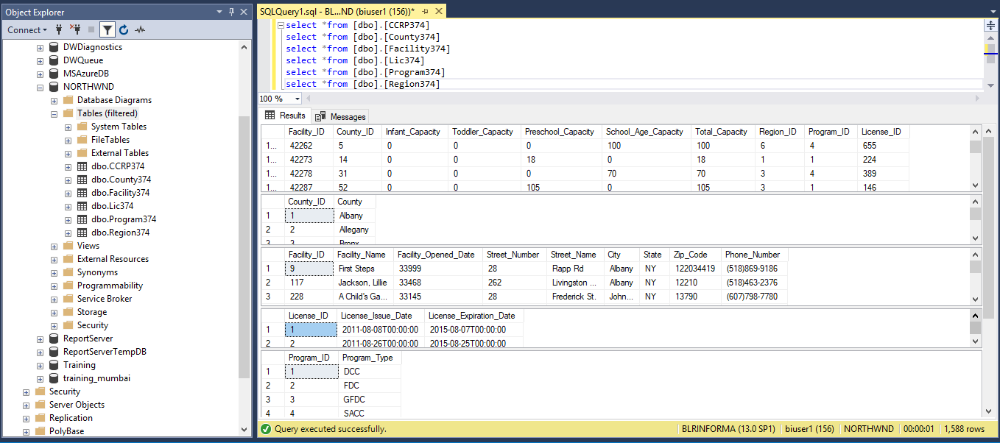 Object Explorer
Connect
DWDiagnostics
DWQueue
MSAzureDB
NORTHWND
Database Diagrams
Tables (filtered)
System Tables
FileTables
External Tables
dbo.CCRP374
dbo.County374
dbo.Facility374
dbo.Lic374
dbo.Program374
dbo.Region374
Views
External Resources
Synonyms
Programmability
Service Broker
Storage
Security
ReportServer
ReportServerTempDB
Training
training_mumbai
Security
Server Objects
Replication
PolyBase
SQLQuery1.sql - BL...ND (biuser1 (156))*
select *from [dbo].[CCRP374]
select *from [dbo].[County374]
select *from [dbo].[Facility374]
select *from [dbo].[Lic374]
select *from [dbo].[Program374]
select *from [dbo].[Region374]
100 %
Results Messages
Facility_ID County_ID Infant_Capacity Toddler_Capacity Preschool_Capacity School_Age_Capacity Total_Capacity Region_ID Program_ID License_ID
1... 42262 5 0 0 0 100 100 6 4 655
1... 42273 14 0 0 18 0 18 1 1 224
1... 42278 31 0 0 0 70 70 3 4 389
1... 42287 52 0 0 105 0 105 3 1 146
County_ID County
1 1 Albany
2 2 Allegany
3 3 Bronx
Facility_ID Facility_Name Facility_Opened_Date Street_Number Street_Name City State Zip_Code Phone_Number
1 9 First Steps 33999 28 Rapp Rd Albany NY 122034419 (518)869-9186
2 117 Jackson, Lillie 33468 262 Livingston ... Albany NY 12210 (518)463-2376
3 228 A Child's Ga... 33145 28 Frederick St. John... NY 13790 (607)798-7780
License_ID License_Issue_Date License_Expiration_Date
1 1 2011-08-08T00:00:00 2015-08-07T00:00:00
2 2 2011-08-26T00:00:00 2015-08-25T00:00:00
Program_ID Program_Type
1 1 DCC
2 2 FDC
3 3 GFDC
4 4 SACC
Query executed successfully. BLRINFORMA (13.0 SP1) biuser1 (156) NORTHWND 00:00:01 1,588 rows